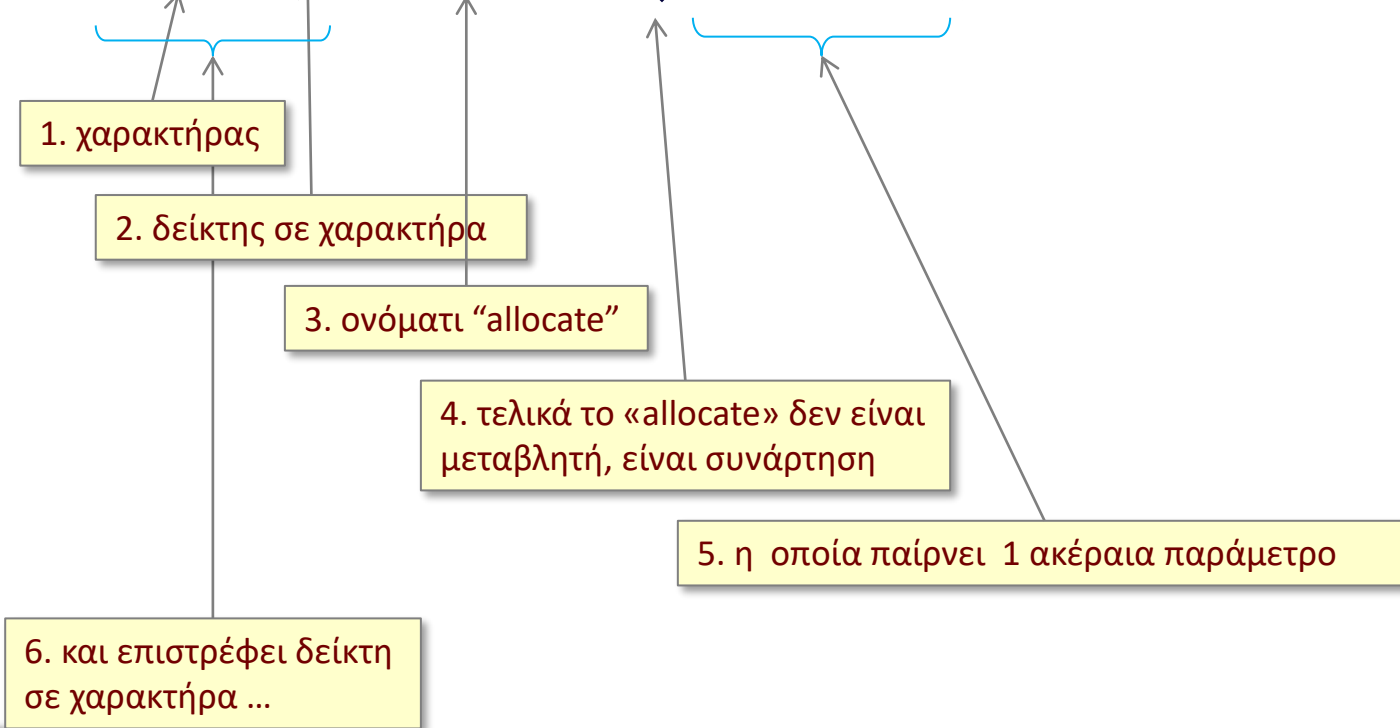 1. χαρακτήρας
2. δείκτης σε χαρακτήρα
3. ονόματι “allocate”
4. τελικά το «allocate» δεν είναι
μεταβλητή, είναι συνάρτηση
5. η οποία παίρνει 1 ακέραια παράμετρο
6. και επιστρέφει δείκτη
σε χαρακτήρα ...